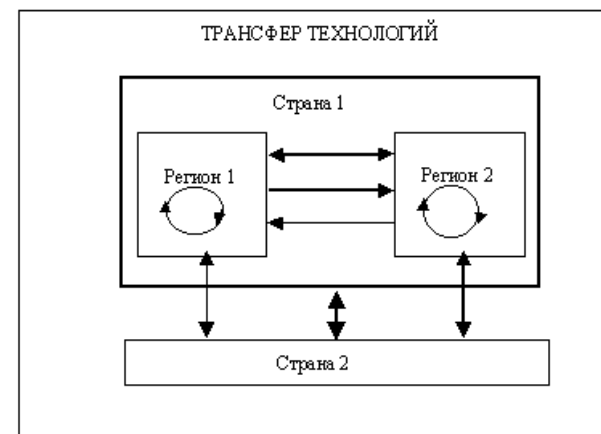 ТРАНСФЕР ТЕХНОЛОГИЙ
Страна 1
Регион 1
Регион 2
Страна 2